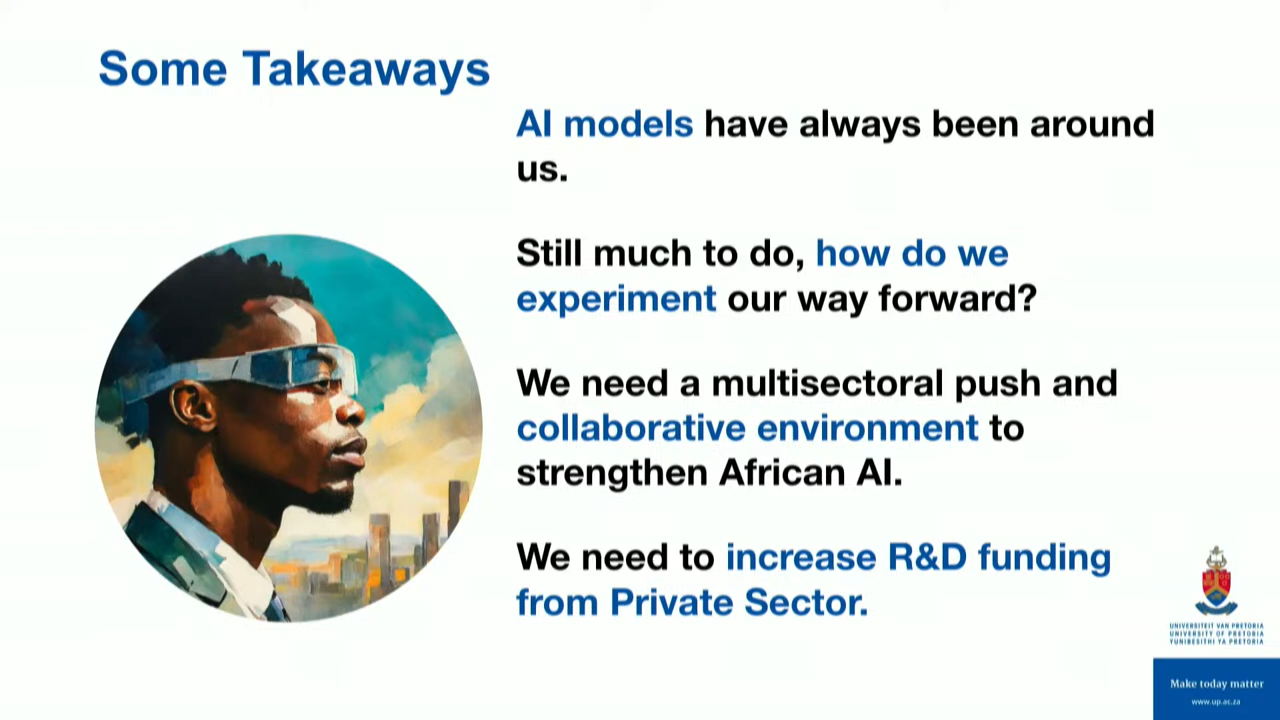 Some Takeaways
AI models have always been around
us.
Still much to do, how do we
experiment our way forward?
We need a multisectoral push and
collaborative environment to
strengthen African AI.
We need to increase R&D funding
from Private Sector.
UNIVERSITEIT VAN PRETORIA
UNIVERSITY OF PRETORIA
YUNIBESITHI YA PRETORIA
Make today matter
www.up.ac.za